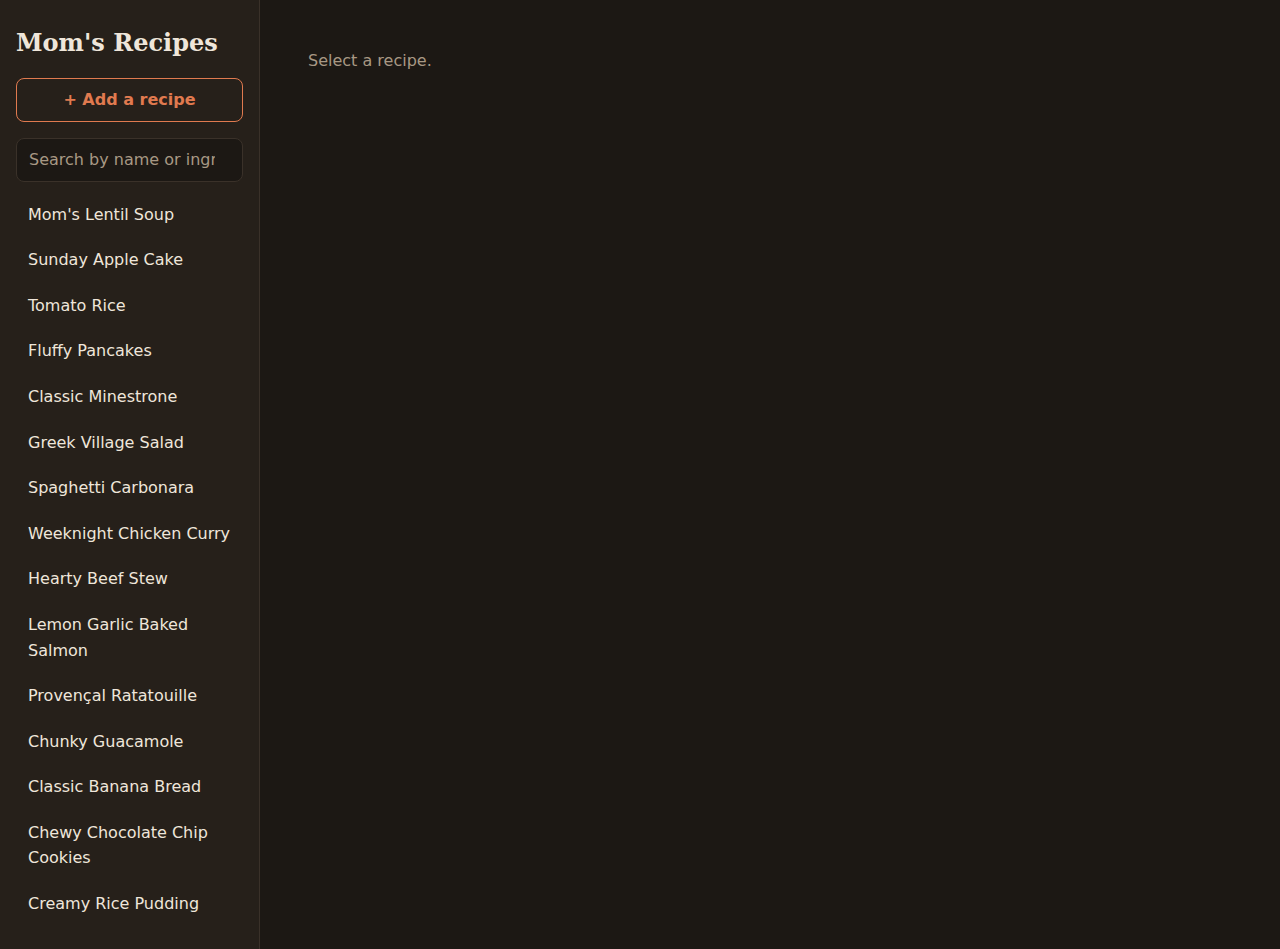 Mom's Recipes
+ Add a recipe
Search by name or ingr
Mom's Lentil Soup
Sunday Apple Cake
Tomato Rice
Fluffy Pancakes
Classic Minestrone
Greek Village Salad
Spaghetti Carbonara
Weeknight Chicken Curry
Hearty Beef Stew
Lemon Garlic Baked
Salmon
Provençal Ratatouille
Chunky Guacamole
Classic Banana Bread
Chewy Chocolate Chip
Cookies
Creamy Rice Pudding
Select a recipe.